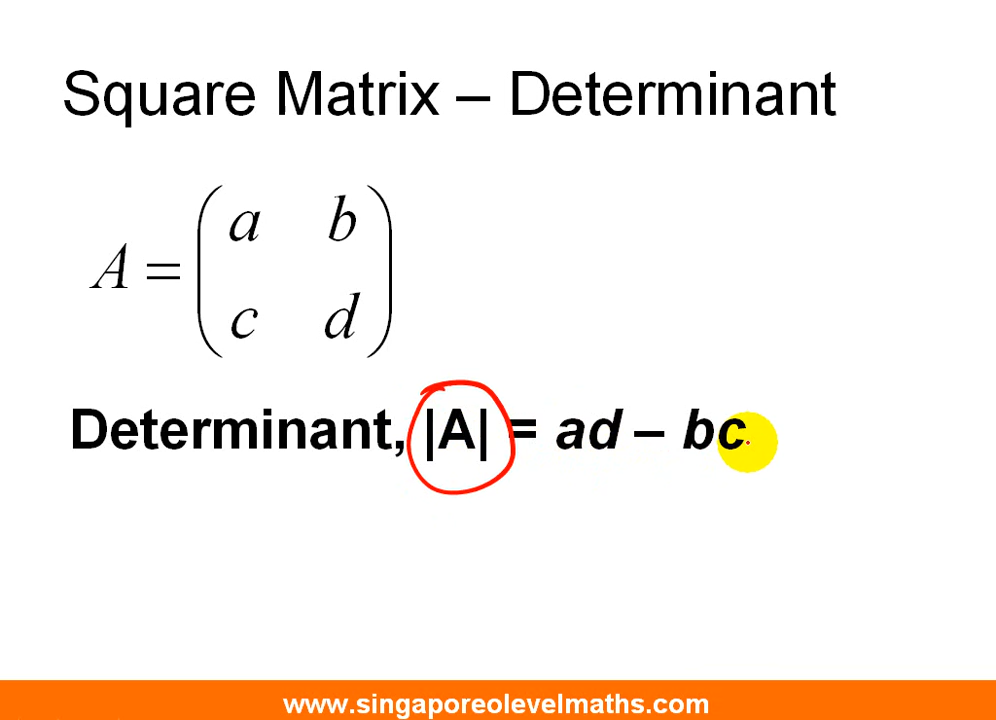 Square Matrix – Determinant
A = ( a b
c d )
Determinant, |A| = ad – bc
www.singaporeolevelmaths.com